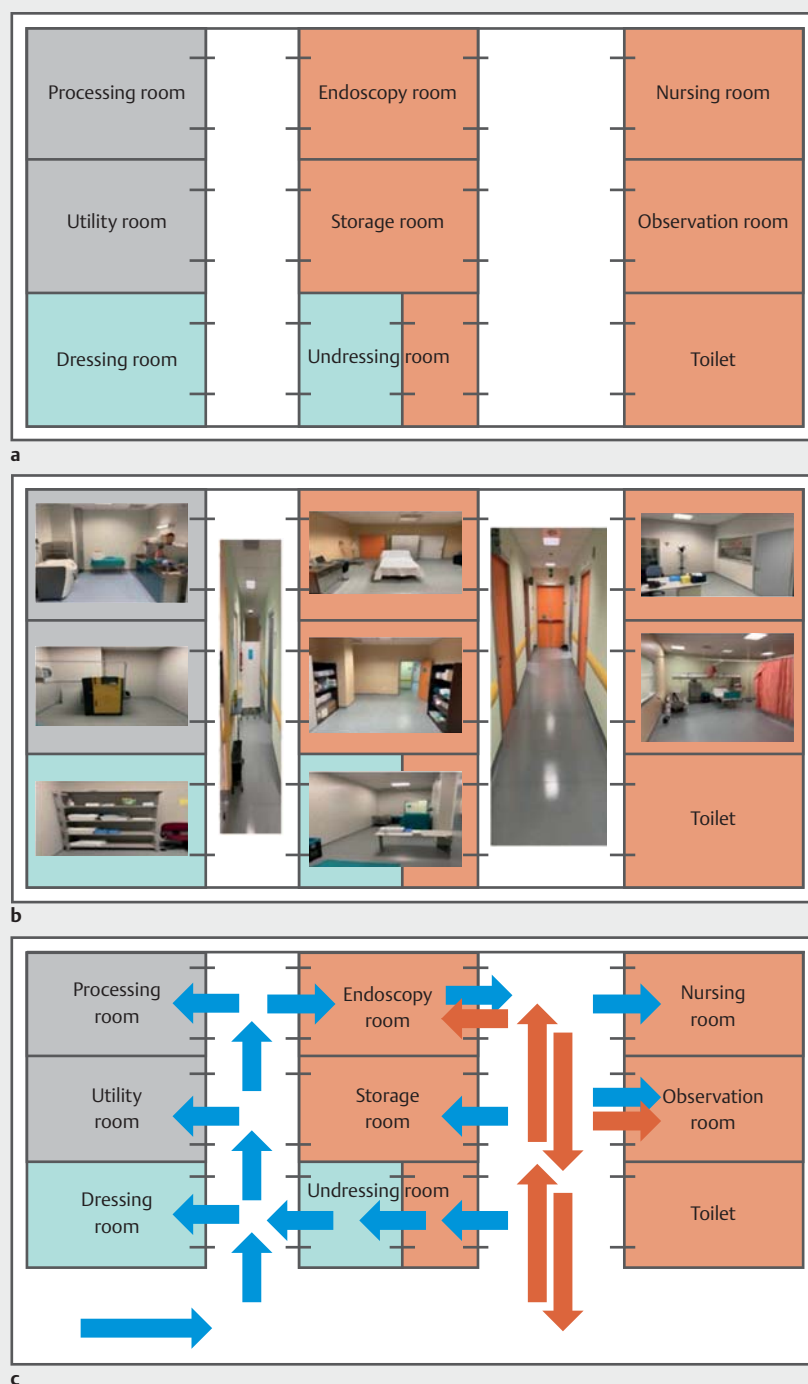 Processing room
Endoscopy room
Nursing room
Utility room
Storage room
Observation room
Dressing room
Undressing room
Toilet
a
Toilet
b
Processing
room
Endoscopy
room
Nursing
room
Utility
room
Storage
room
Observation
room
Dressing
room
Undressing room
Toilet
c